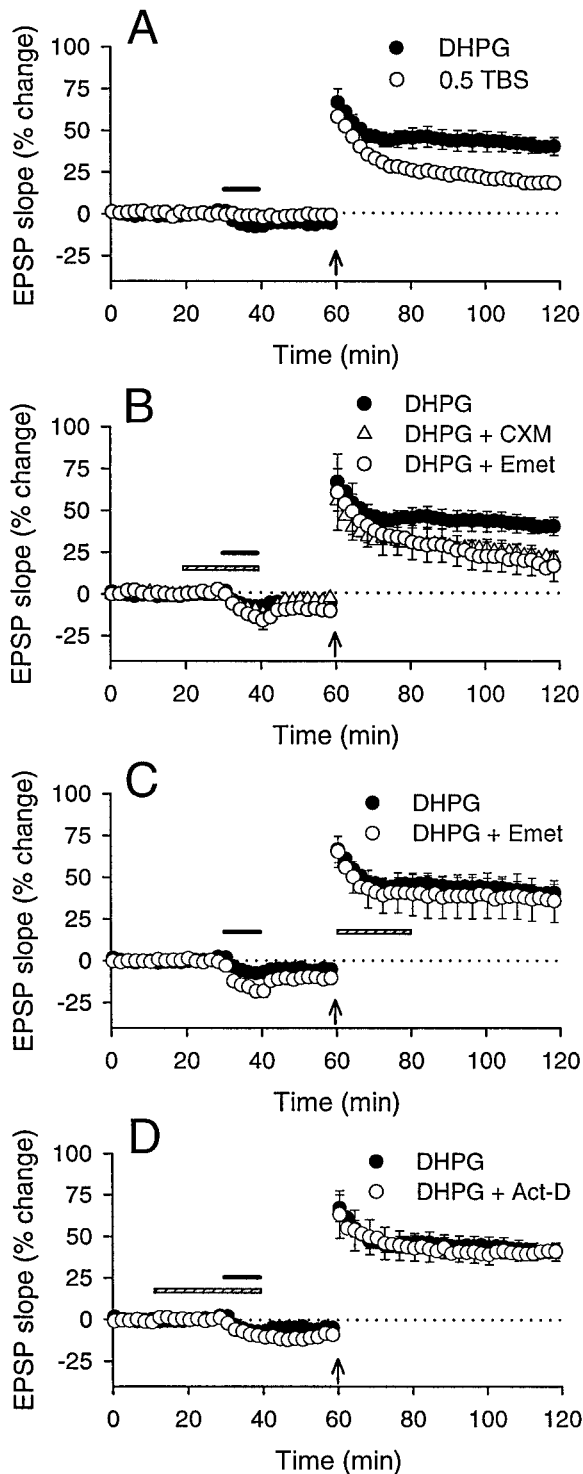 A
DHPG
0.5 TBS
EPSP slope (% change)
100
75
50
25
0
-25
0 20 40 60 80 100 120
Time (min)
B
DHPG
DHPG + CXM
DHPG + Emet
EPSP slope (% change)
100
75
50
25
0
-25
0 20 40 60 80 100 120
Time (min)
C
DHPG
DHPG + Emet
EPSP slope (% change)
100
75
50
25
0
-25
0 20 40 60 80 100 120
Time (min)
D
DHPG
DHPG + Act-D
EPSP slope (% change)
100
75
50
25
0
-25
0 20 40 60 80 100 120
Time (min)